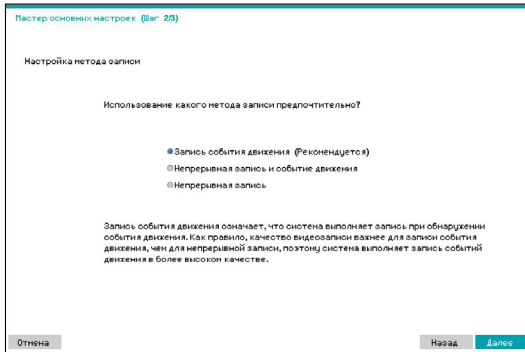 Мастер основных настроек (Шаг 2/3)
Настройка метода записи
Использование какого метода записи предпочтительно?
Запись события движения (Рекомендуется)
Непрерывная запись и событие движения
Непрерывная запись
Запись события движения означает, что система выполняет запись при обнаружении
события движения. Как правило, качество видеозаписи важнее для записи события
движения, чем для непрерывной записи, поэтому система выполняет запись событий
движения в более высоком качестве.
Отмена
Назад
Далее